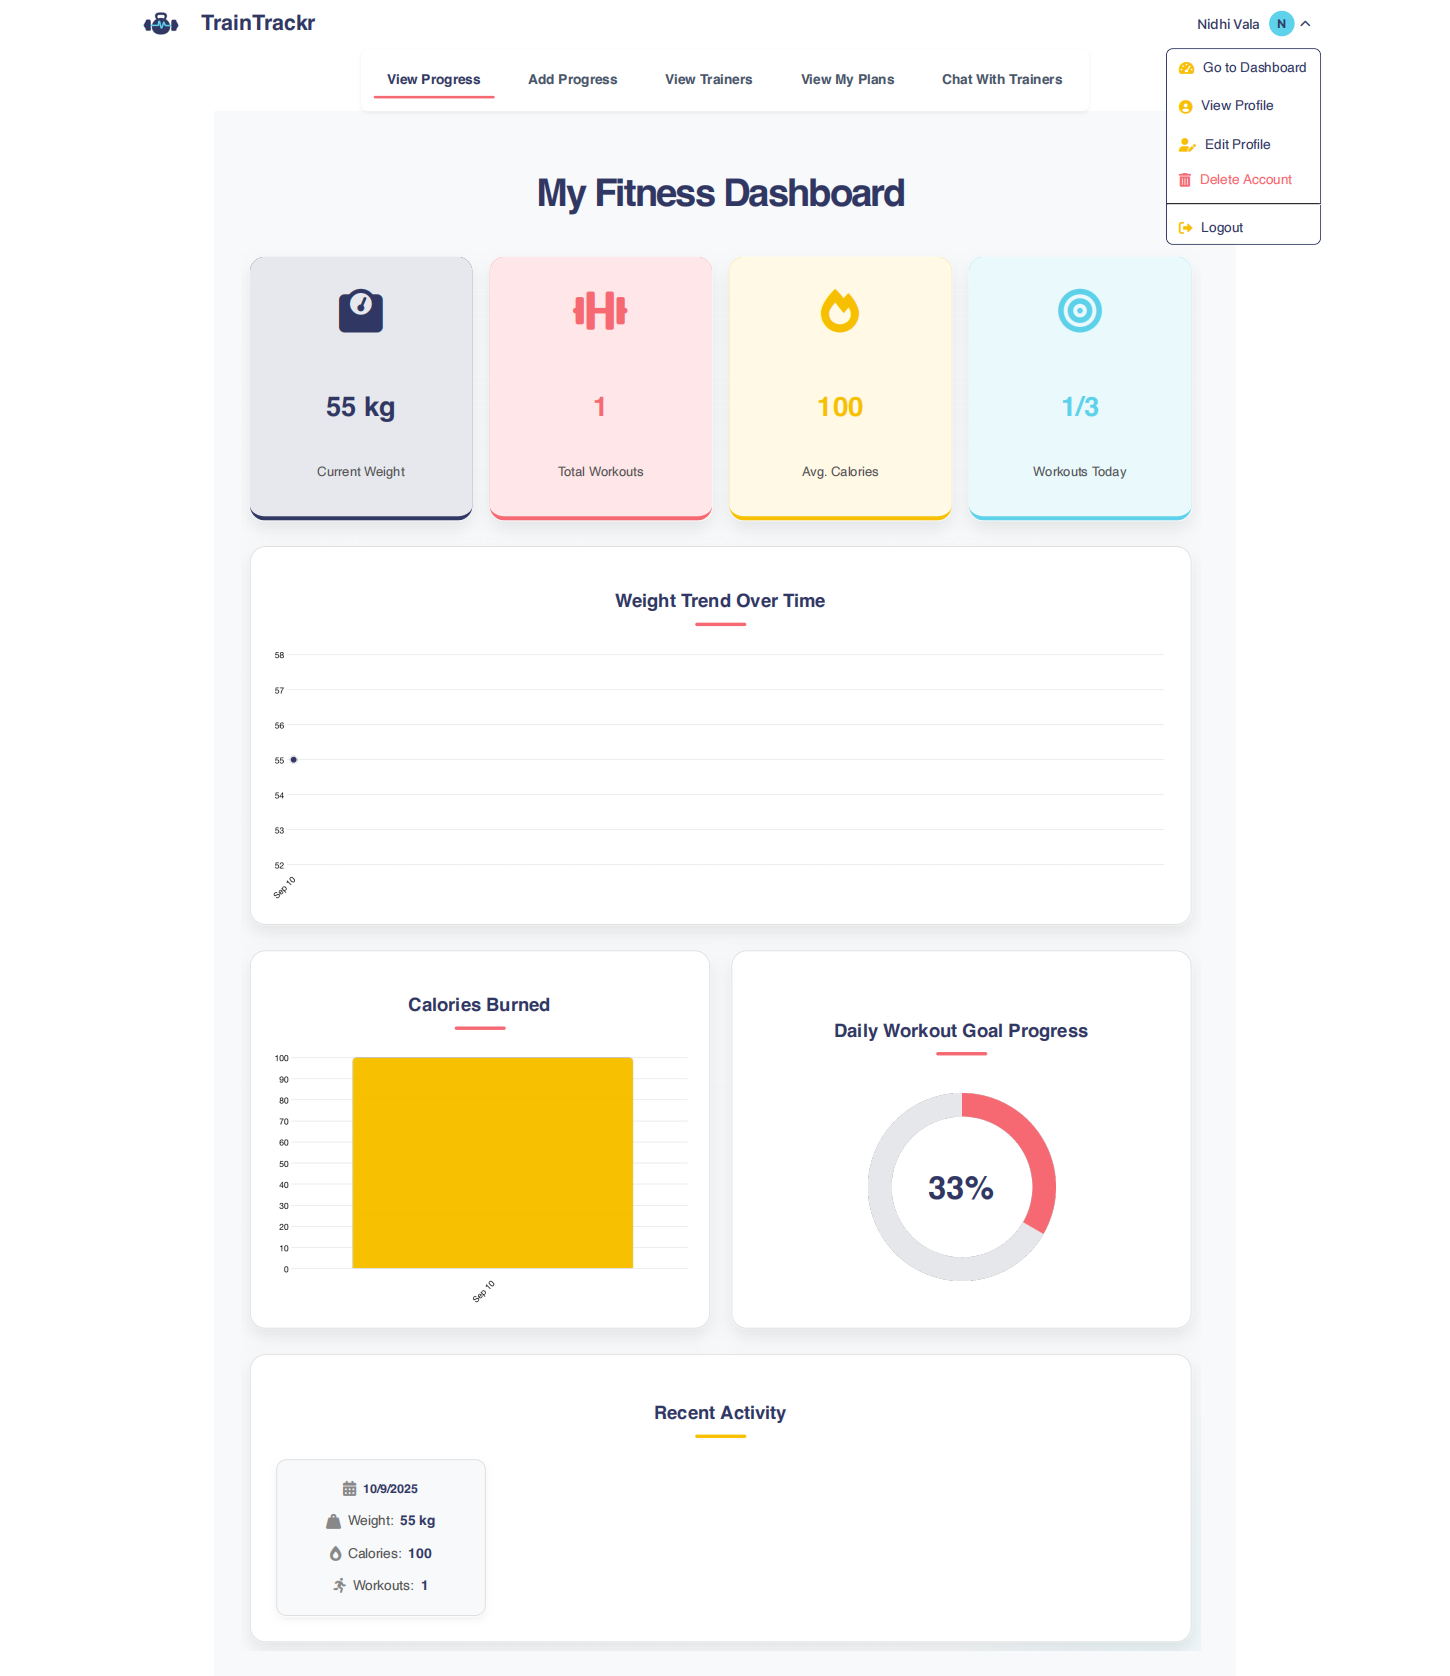 TrainTrackr
Nidhi Vala N
Go to Dashboard
View Profile
Edit Profile
Delete Account
Logout
View Progress Add Progress View Trainers View My Plans Chat With Trainers
My Fitness Dashboard
55 kg
Current Weight
1
Total Workouts
100
Avg. Calories
1/3
Workouts Today
Weight Trend Over Time
58
57
56
55
54
53
52
Sep 10
Calories Burned
100
90
80
70
60
50
40
30
20
10
0
Sep 10
Daily Workout Goal Progress
33%
Recent Activity
10/9/2025
Weight: 55 kg
Calories: 100
Workouts: 1